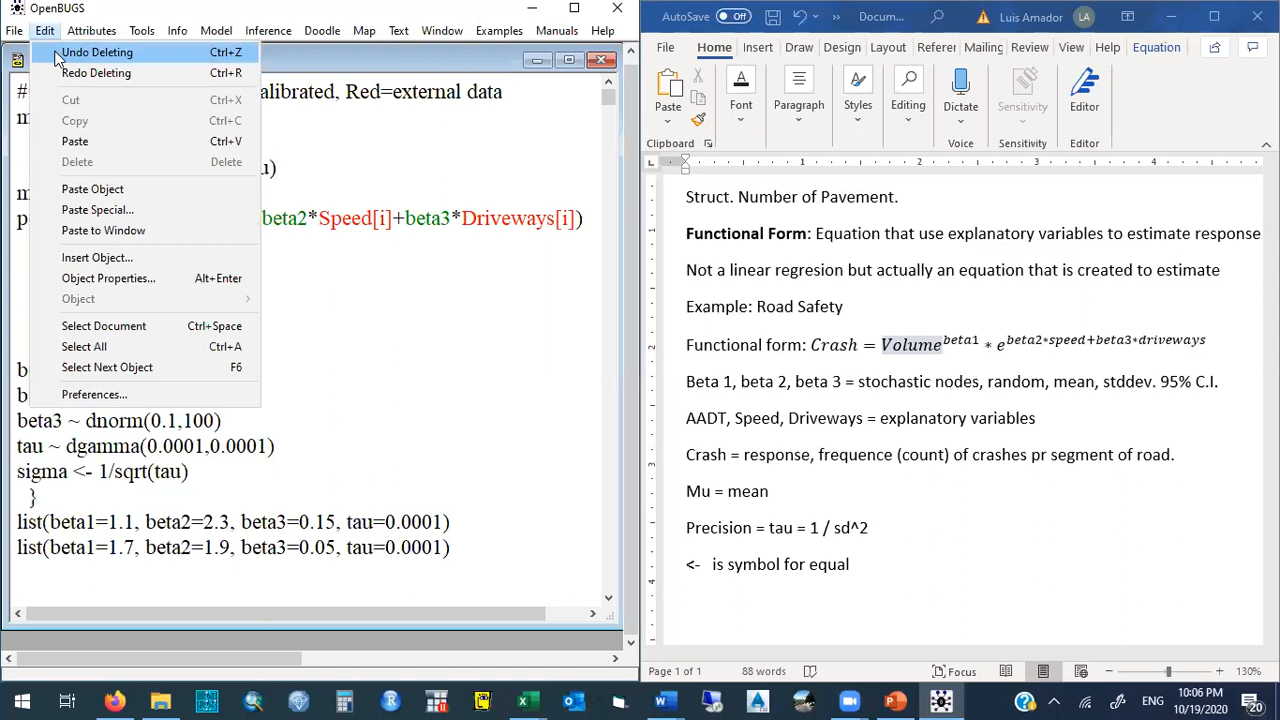 OpenBUGS
File Edit Attributes Tools Info Model Inference Doodle Map Text Window Examples Manuals Help
Undo Deleting Ctrl+Z
Redo Deleting Ctrl+R
Cut Ctrl+X
Copy Ctrl+C
Paste Ctrl+V
Delete Delete
Paste Object
Paste Special...
Paste to Window
Insert Object...
Object Properties... Alt+Enter
Object
Select Document Ctrl+Space
Select All Ctrl+A
Select Next Object F6
Preferences...
#
alibrated, Red=external data
m
u)
m
p
beta2*Speed[i]+beta3*Driveways[i])
b
b
beta3 ~ dnorm(0.1,100)
tau ~ dgamma(0.0001,0.0001)
sigma <- 1/sqrt(tau)
}
list(beta1=1.1, beta2=2.3, beta3=0.15, tau=0.0001)
list(beta1=1.7, beta2=1.9, beta3=0.05, tau=0.0001)
AutoSave Off Docum... Luis Amador LA
File Home Insert Draw Design Layout Referen Mailing Review View Help Equation
Paste Font Paragraph Styles Editing Dictate Sensitivity Editor
Clipboard Voice Sensitivity Editor
1 2 3 4
1
2
3
4
Struct. Number of Pavement.
Functional Form: Equation that use explanatory variables to estimate response
Not a linear regresion but actually an equation that is created to estimate
Example: Road Safety
Functional form: Crash = Volume^beta1 * e^beta2*speed+beta3*driveways
Beta 1, beta 2, beta 3 = stochastic nodes, random, mean, stddev. 95% C.I.
AADT, Speed, Driveways = explanatory variables
Crash = response, frequence (count) of crashes pr segment of road.
Mu = mean
Precision = tau = 1 / sd^2
<- is symbol for equal
Page 1 of 1 88 words Focus 130%
ENG 10:06 PM
10/19/2020 20